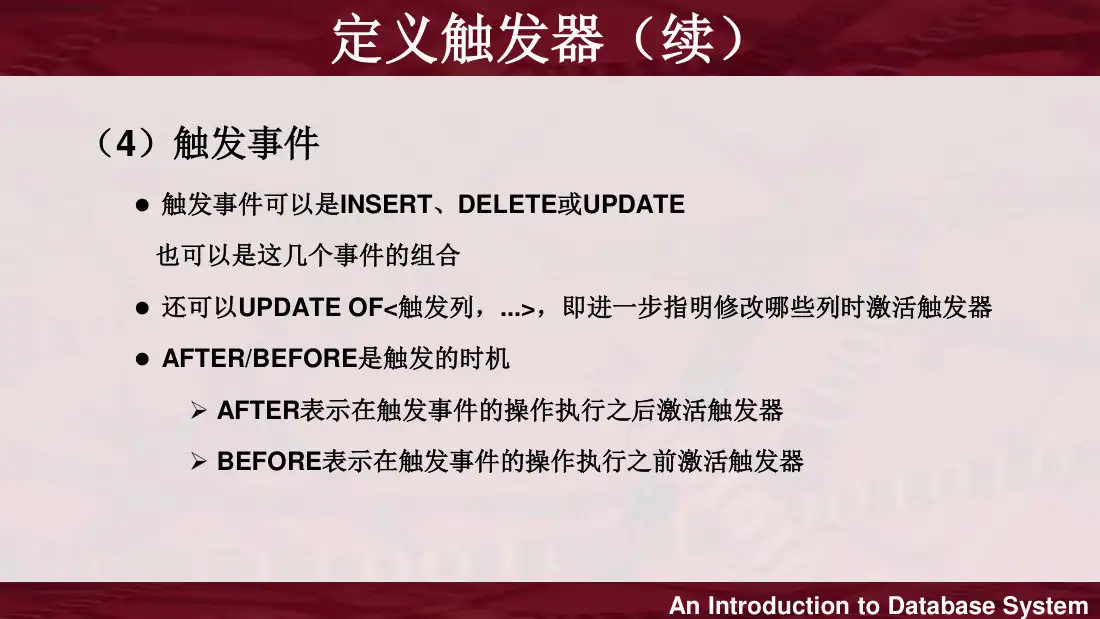 定义触发器（续）
（4）触发事件
● 触发事件可以是INSERT、DELETE或UPDATE
也可以是这几个事件的组合
● 还可以UPDATE OF<触发列，...>，即进一步指明修改哪些列时激活触发器
● AFTER/BEFORE是触发的时机
➢ AFTER表示在触发事件的操作执行之后激活触发器
➢ BEFORE表示在触发事件的操作执行之前激活触发器
An Introduction to Database System